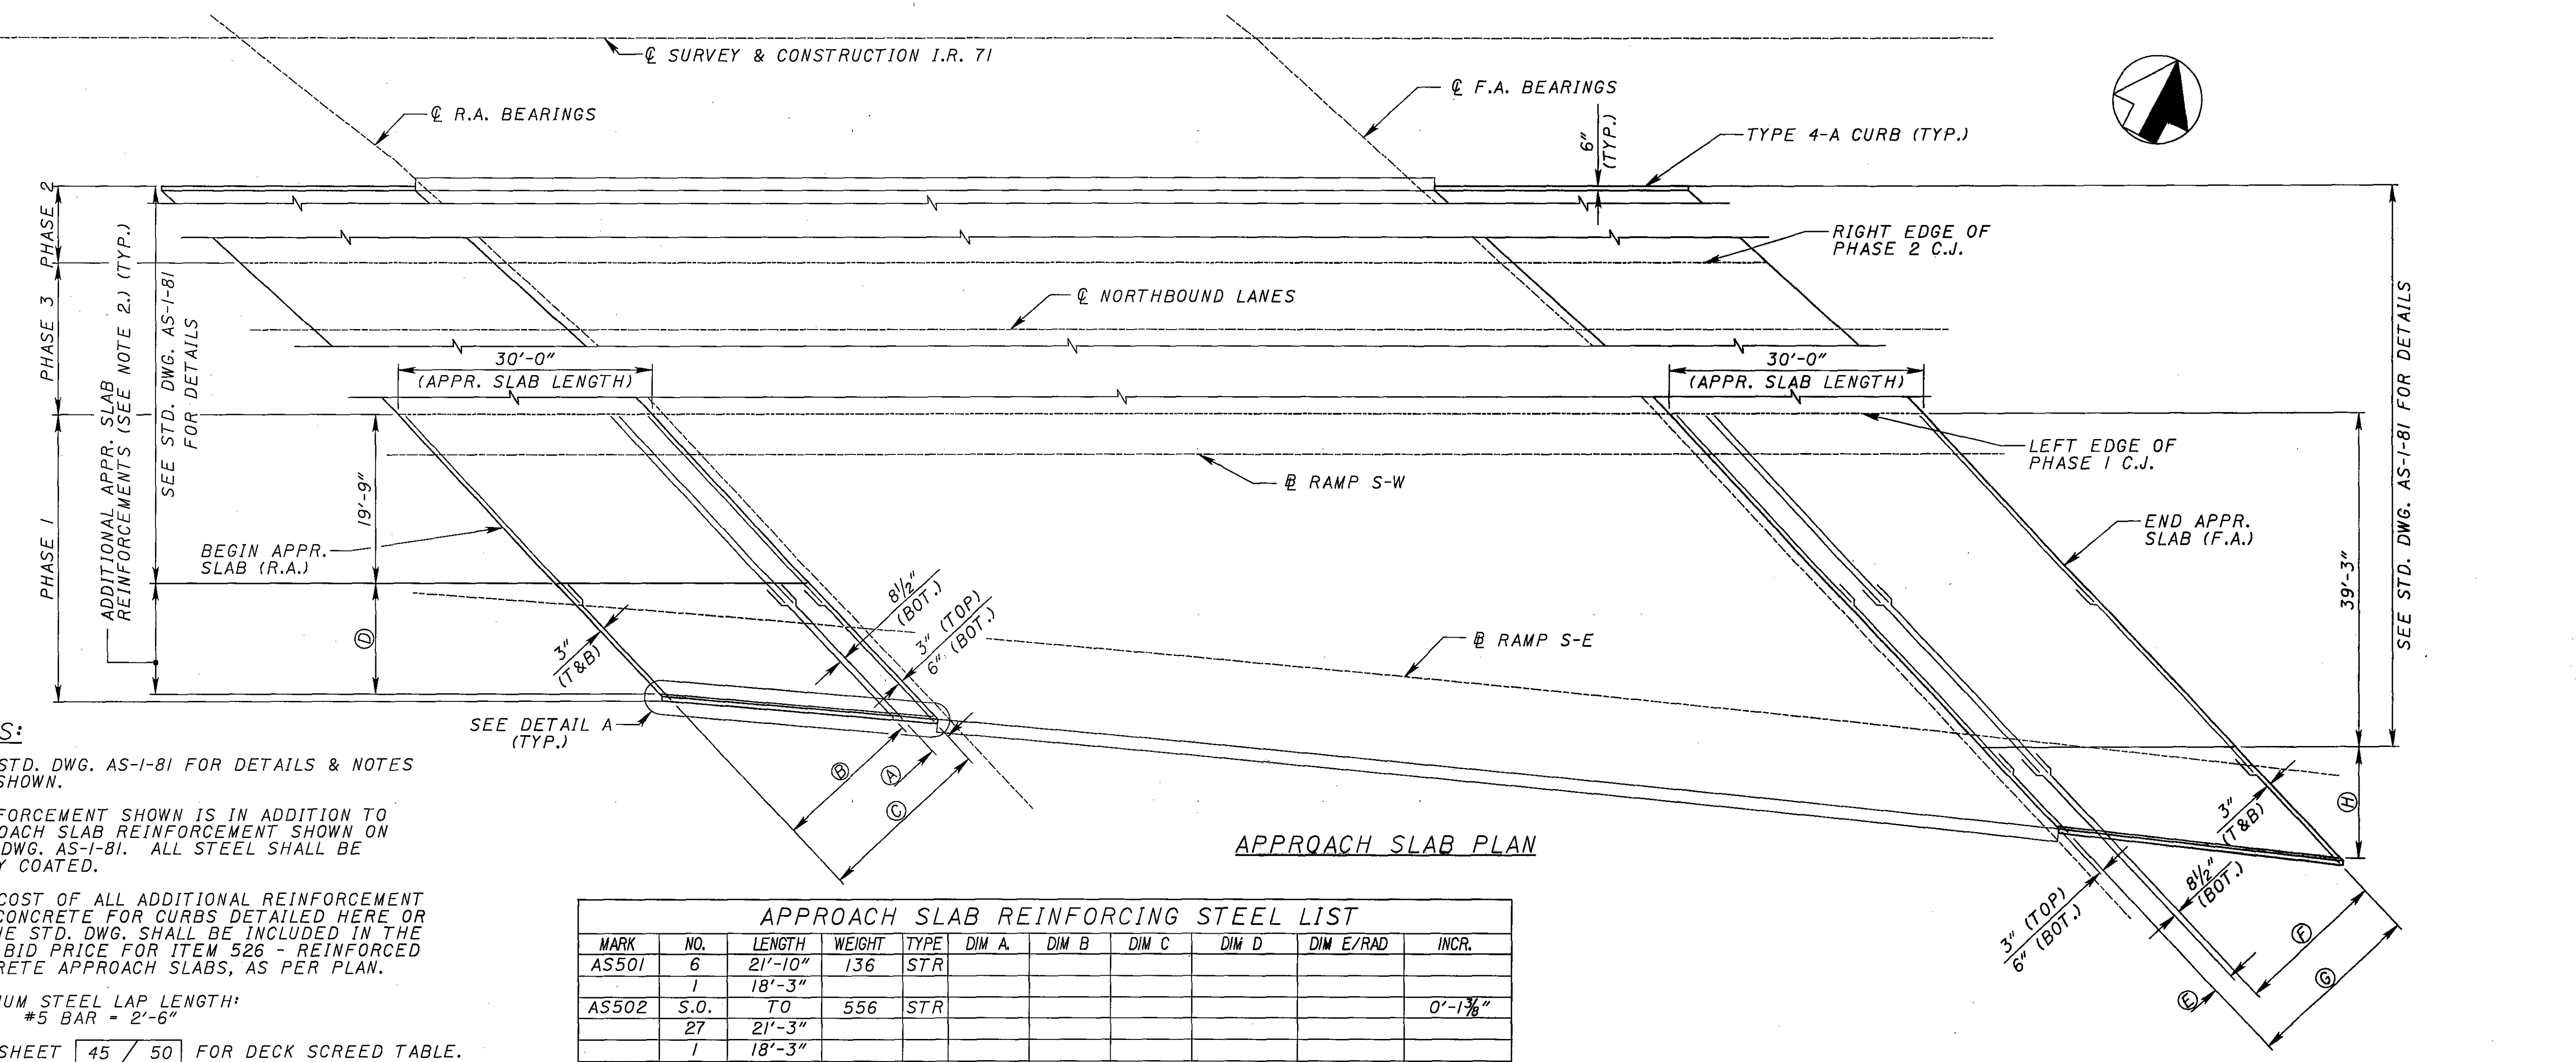 ℄ SURVEY & CONSTRUCTION I.R. 71
℄ R.A. BEARINGS
℄ F.A. BEARINGS
6"
(TYP.)
TYPE 4-A CURB (TYP.)
PHASE 2
PHASE 3
PHASE 1
ADDITIONAL APPR. SLAB
REINFORCEMENTS (SEE NOTE 2.) (TYP.)
SEE STD. DWG. AS-1-81
FOR DETAILS
RIGHT EDGE OF
PHASE 2 C.J.
℄ NORTHBOUND LANES
30'-0"
(APPR. SLAB LENGTH)
30'-0"
(APPR. SLAB LENGTH)
LEFT EDGE OF
PHASE 1 C.J.
B RAMP S-W
19'-9"
BEGIN APPR.
SLAB (R.A.)
END APPR.
SLAB (F.A.)
39'-3"
SEE STD. DWG. AS-1-81 FOR DETAILS
D
3"
(T&B)
8 1/2"
(BOT.)
3" (TOP)
6" (BOT.)
B RAMP S-E
SEE DETAIL A
(TYP.)
B
A
C
H
3"
(T&B)
8 1/2"
(BOT.)
3" (TOP)
6" (BOT.)
F
G
E
APPROACH SLAB PLAN
S:
STD. DWG. AS-1-81 FOR DETAILS & NOTES
SHOWN.
FORCEMENT SHOWN IS IN ADDITION TO
OACH SLAB REINFORCEMENT SHOWN ON
DWG. AS-1-81. ALL STEEL SHALL BE
Y COATED.
COST OF ALL ADDITIONAL REINFORCEMENT
CONCRETE FOR CURBS DETAILED HERE OR
HE STD. DWG. SHALL BE INCLUDED IN THE
BID PRICE FOR ITEM 526 - REINFORCED
RETE APPROACH SLABS, AS PER PLAN.
UM STEEL LAP LENGTH:
#5 BAR = 2'-6"
SHEET 45 / 50 FOR DECK SCREED TABLE.
APPROACH SLAB REINFORCING STEEL LIST
MARK NO. LENGTH WEIGHT TYPE DIM A. DIM B DIM C DIM D DIM E/RAD INCR.
AS501 6 21'-10" 136 STR
1 18'-3"
AS502 S.O. TO 556 STR 0'-1 3/8"
27 21'-3"
1 18'-3"